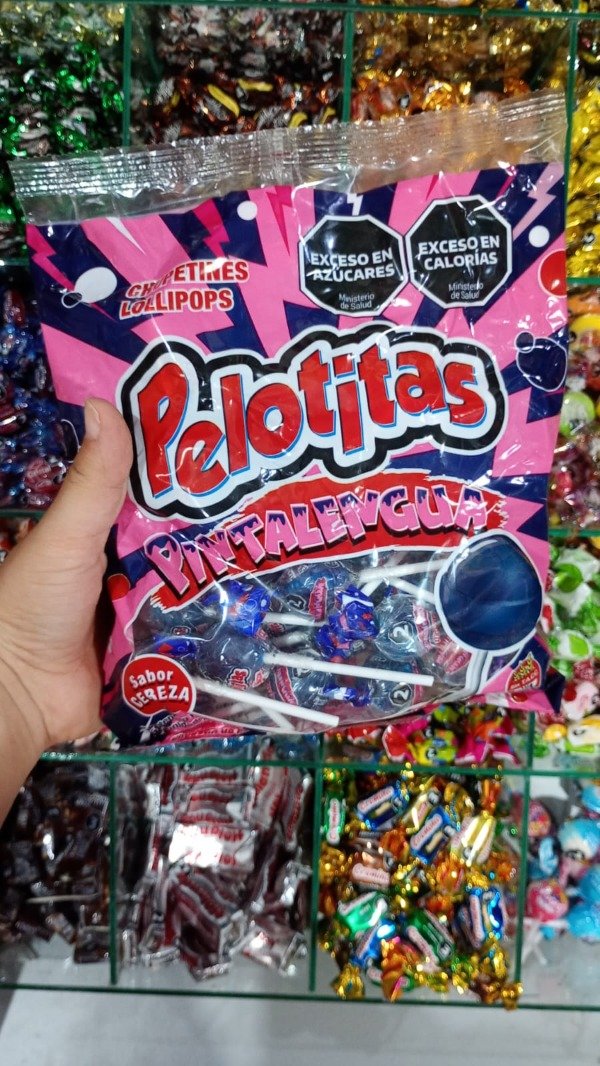 CHUPETINES
LOLLIPOPS
EXCESO EN
AZÚCARES
Ministerio
de Salud
EXCESO EN
CALORÍAS
Ministerio
de Salud
Pelotitas
PINTALENGUA
Sabor
CEREZA